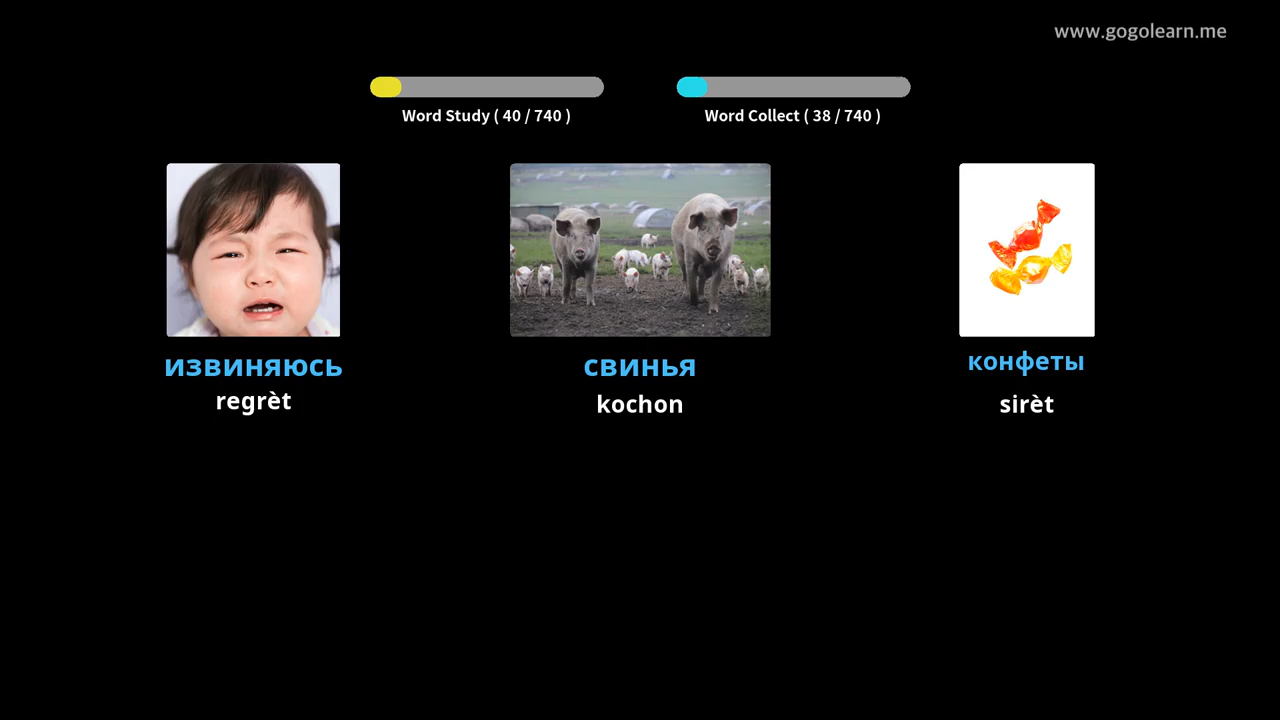 www.gogolearn.me
Word Study ( 40 / 740 )
Word Collect ( 38 / 740 )
извиняюсь
regrèt
свинья
kochon
конфеты
sirèt